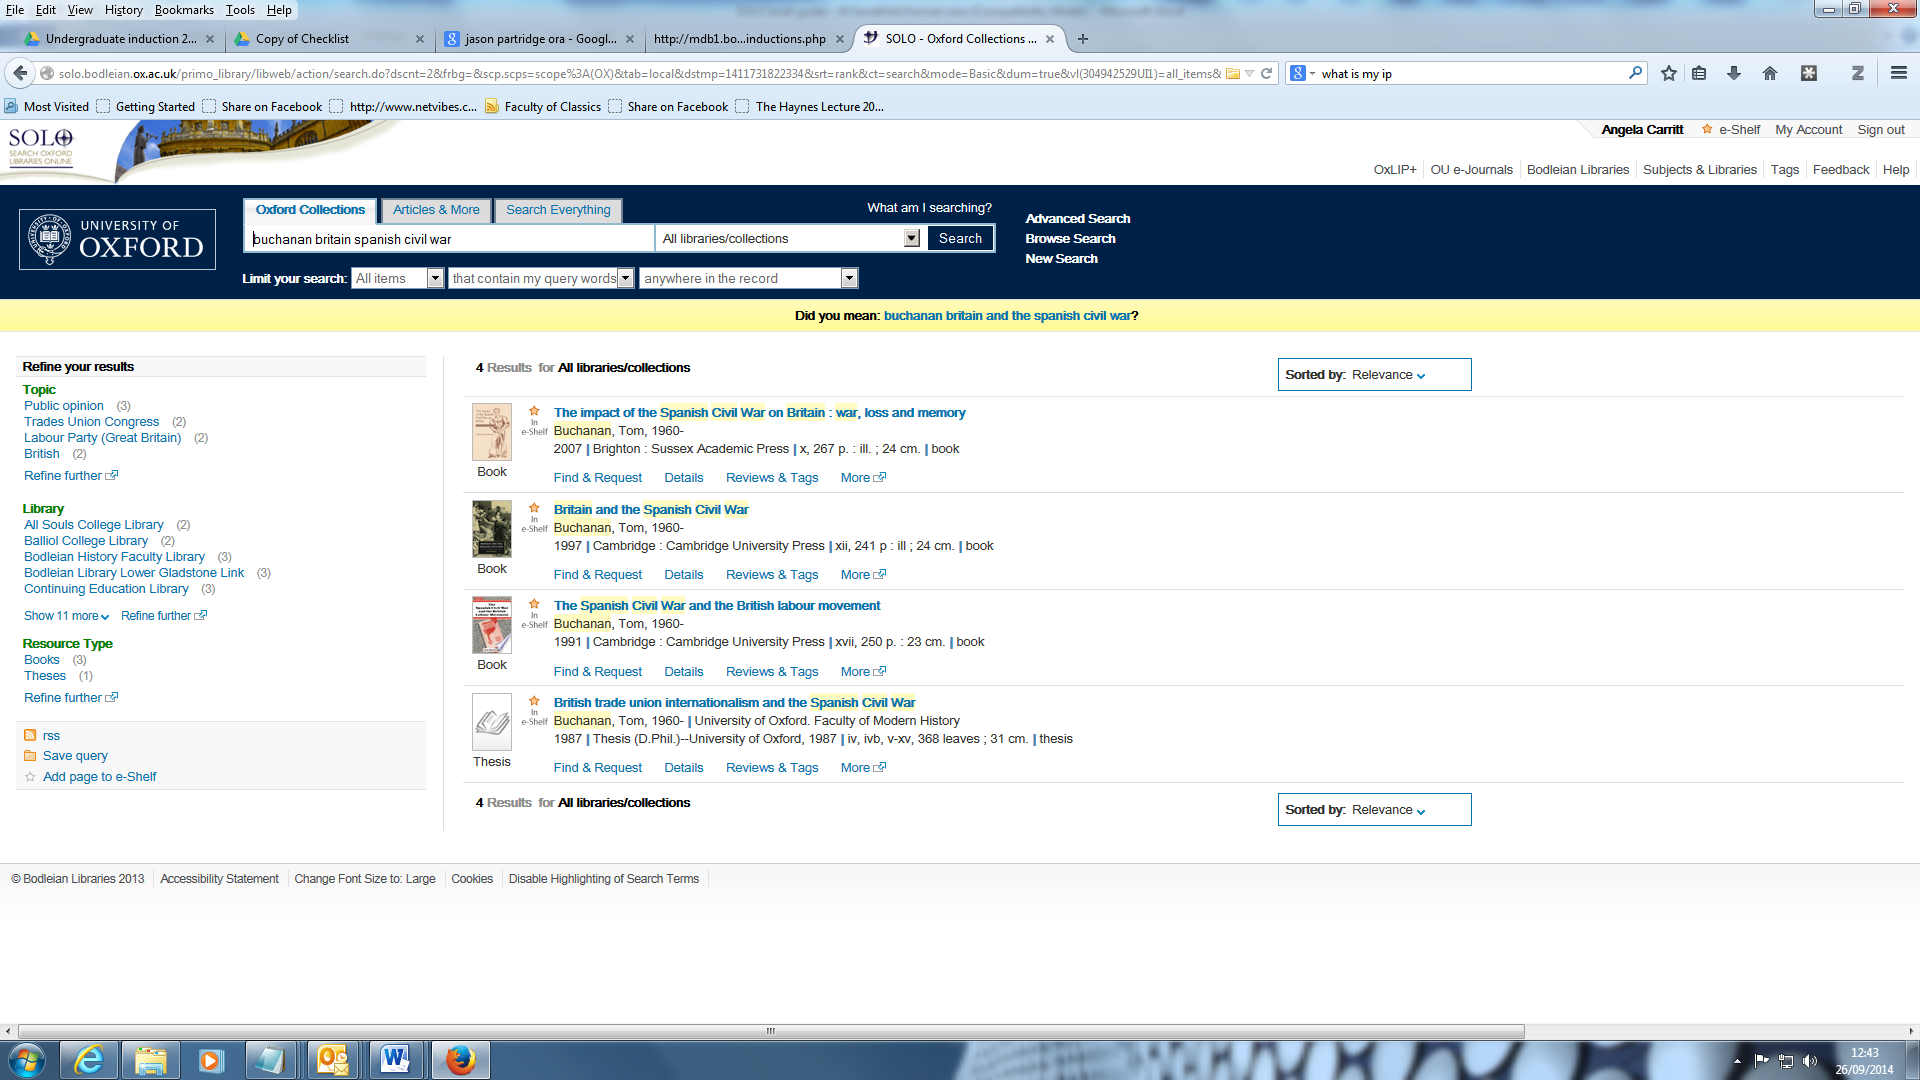 File Edit View History Bookmarks Tools Help
Undergraduate induction 2... Copy of Checklist jason partridge ora - Googl... http://mdb1.bo...inductions.php SOLO - Oxford Collections ...
solo.bodleian.ox.ac.uk/primo_library/libweb/action/search.do?dscnt=2&frbg=&scp.scps=scope%3A(OX)&tab=local&dstmp=1411731822334&srt=rank&ct=search&mode=Basic&dum=true&vl(304942529UI1)=all_items& what is my ip
Most Visited Getting Started Share on Facebook http://www.netvibes.c... Faculty of Classics Share on Facebook The Haynes Lecture 20...
SOLO
SEARCH OXFORD
LIBRARIES ONLINE
Angela Carritt e-Shelf My Account Sign out
OxLIP+ OU e-Journals Bodleian Libraries Subjects & Libraries Tags Feedback Help
UNIVERSITY OF
OXFORD
Oxford Collections Articles & More Search Everything What am I searching?
buchanan britain spanish civil war All libraries/collections Search
Limit your search: All items that contain my query words anywhere in the record
Advanced Search
Browse Search
New Search
Did you mean: buchanan britain and the spanish civil war?
Refine your results
Topic
Public opinion (3)
Trades Union Congress (2)
Labour Party (Great Britain) (2)
British (2)
Refine further
Library
All Souls College Library (2)
Balliol College Library (2)
Bodleian History Faculty Library (3)
Bodleian Library Lower Gladstone Link (3)
Continuing Education Library (3)
Show 11 more Refine further
Resource Type
Books (3)
Theses (1)
Refine further
rss
Save query
Add page to e-Shelf
4 Results for All libraries/collections
Sorted by: Relevance
Book
In
e-Shelf
The impact of the Spanish Civil War on Britain : war, loss and memory
Buchanan, Tom, 1960-
2007 | Brighton : Sussex Academic Press | x, 267 p. : ill. ; 24 cm. | book
Find & Request Details Reviews & Tags More
Book
In
e-Shelf
Britain and the Spanish Civil War
Buchanan, Tom, 1960-
1997 | Cambridge : Cambridge University Press | xii, 241 p : ill ; 24 cm. | book
Find & Request Details Reviews & Tags More
Book
In
e-Shelf
The Spanish Civil War and the British labour movement
Buchanan, Tom, 1960-
1991 | Cambridge : Cambridge University Press | xvii, 250 p. : 23 cm. | book
Find & Request Details Reviews & Tags More
Thesis
In
e-Shelf
British trade union internationalism and the Spanish Civil War
Buchanan, Tom, 1960- | University of Oxford. Faculty of Modern History
1987 | Thesis (D.Phil.)--University of Oxford, 1987 | iv, ivb, v-xv, 368 leaves ; 31 cm. | thesis
Find & Request Details Reviews & Tags More
4 Results for All libraries/collections
Sorted by: Relevance
© Bodleian Libraries 2013 Accessibility Statement Change Font Size to: Large Cookies Disable Highlighting of Search Terms
12:43
26/09/2014